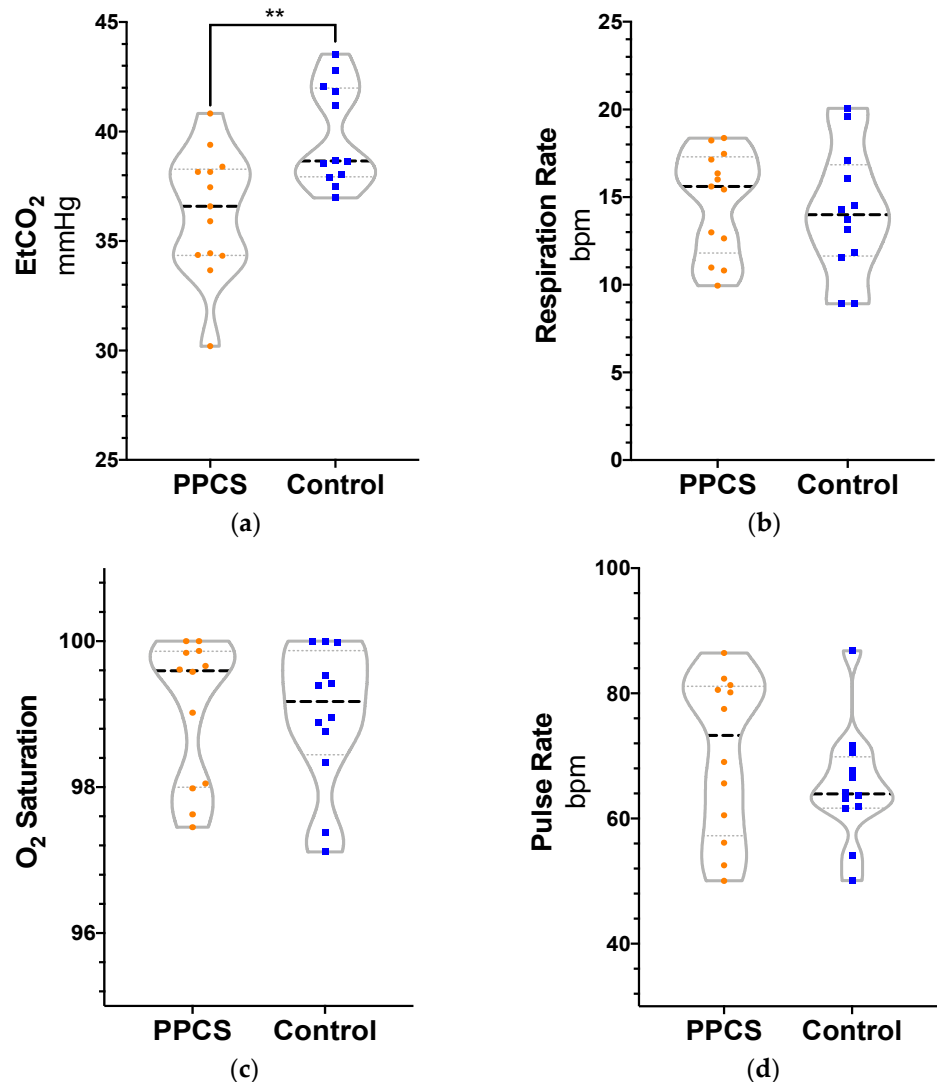 **
45
40
35
30
25
EtCO2
mmHg
PPCS Control
(a)
25
20
15
10
5
0
Respiration Rate
bpm
PPCS Control
(b)
100
98
96
O2 Saturation
PPCS Control
(c)
100
80
60
40
Pulse Rate
bpm
PPCS Control
(d)